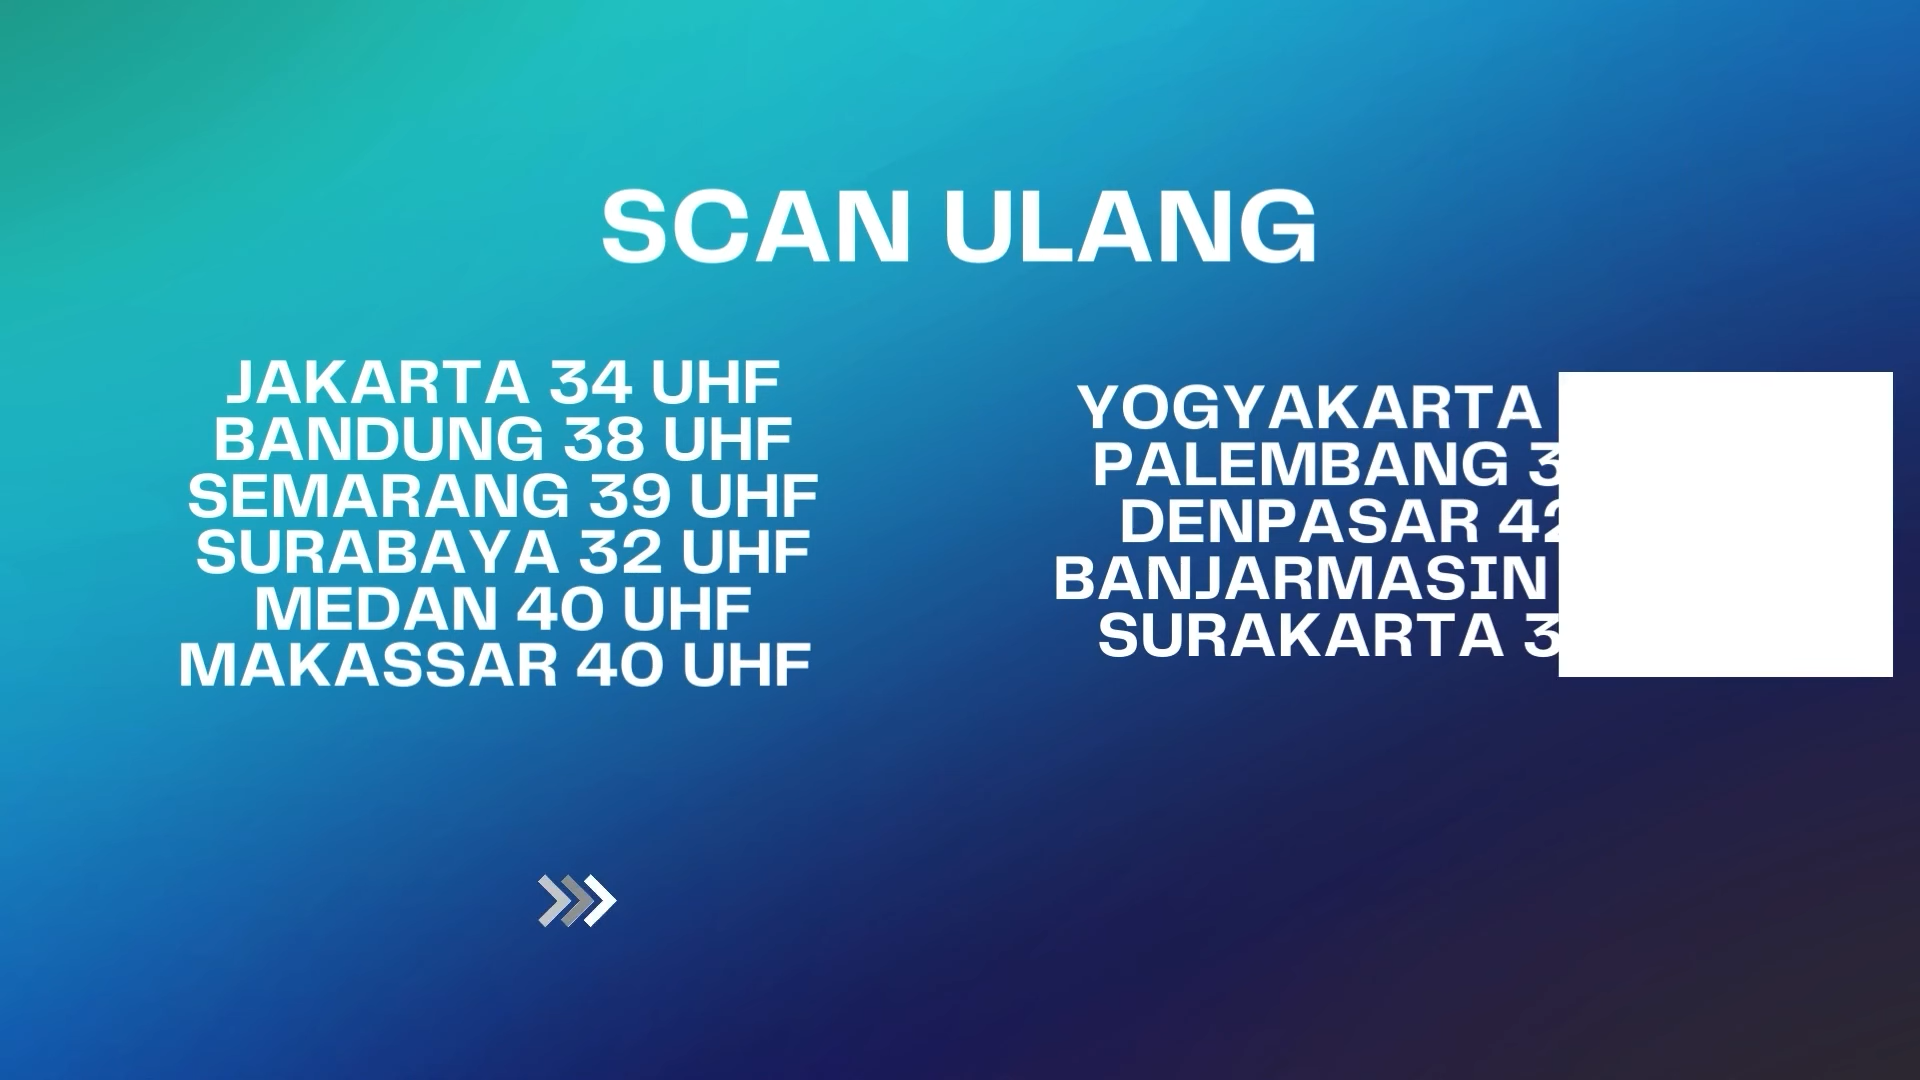 SCAN ULANG
JAKARTA 34 UHF
BANDUNG 38 UHF
SEMARANG 39 UHF
SURABAYA 32 UHF
MEDAN 40 UHF
MAKASSAR 40 UHF
YOGYAKARTA
PALEMBANG
DENPASAR
BANJARMASIN
SURAKARTA